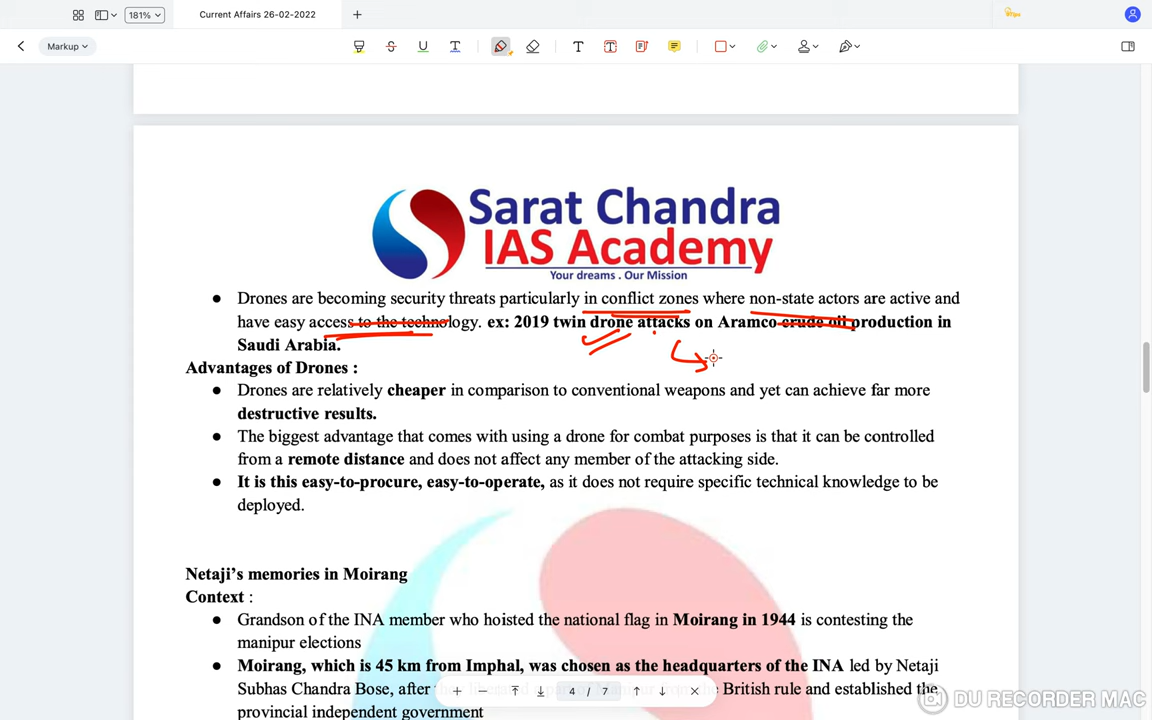 181%
Current Affairs 26-02-2022
Markup
Sarat Chandra
IAS Academy
Your dreams . Our Mission
● Drones are becoming security threats particularly in conflict zones where non-state actors are active and
have easy access to the technology. ex: 2019 twin drone attacks on Aramco crude oil production in
Saudi Arabia.
Advantages of Drones :
● Drones are relatively cheaper in comparison to conventional weapons and yet can achieve far more
destructive results.
● The biggest advantage that comes with using a drone for combat purposes is that it can be controlled
from a remote distance and does not affect any member of the attacking side.
● It is this easy-to-procure, easy-to-operate, as it does not require specific technical knowledge to be
deployed.
Netaji's memories in Moirang
Context :
● Grandson of the INA member who hoisted the national flag in Moirang in 1944 is contesting the
manipur elections
● Moirang, which is 45 km from Imphal, was chosen as the headquarters of the INA led by Netaji
Subhas Chandra Bose, after British rule and established the
provincial independent government
4 / 7
DU RECORDER MAC